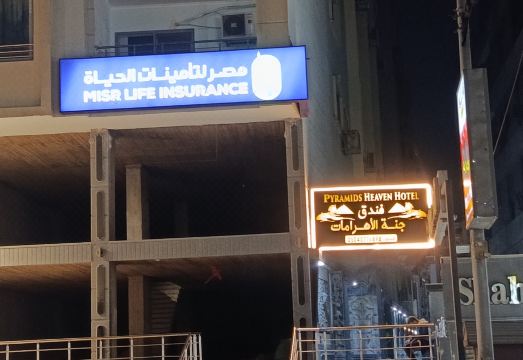 مصر لتأمينات الحياة
MISR LIFE INSURANCE
PYRAMIDS HEAVEN HOTEL
فندق
جنة الأهرامات